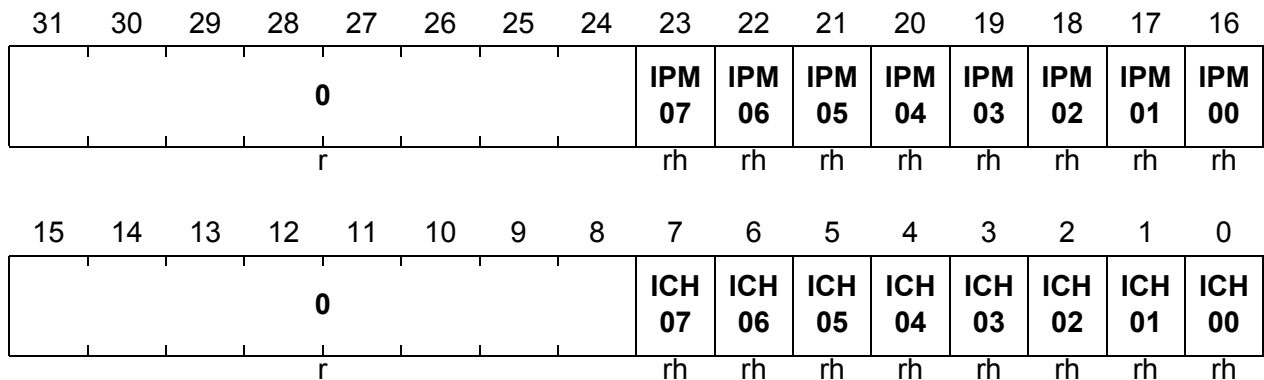 31 30 29 28 27 26 25 24 23 22 21 20 19 18 17 16
0 IPM IPM IPM IPM IPM IPM IPM IPM
07 06 05 04 03 02 01 00
r rh rh rh rh rh rh rh rh
15 14 13 12 11 10 9 8 7 6 5 4 3 2 1 0
0 ICH ICH ICH ICH ICH ICH ICH ICH
07 06 05 04 03 02 01 00
r rh rh rh rh rh rh rh rh